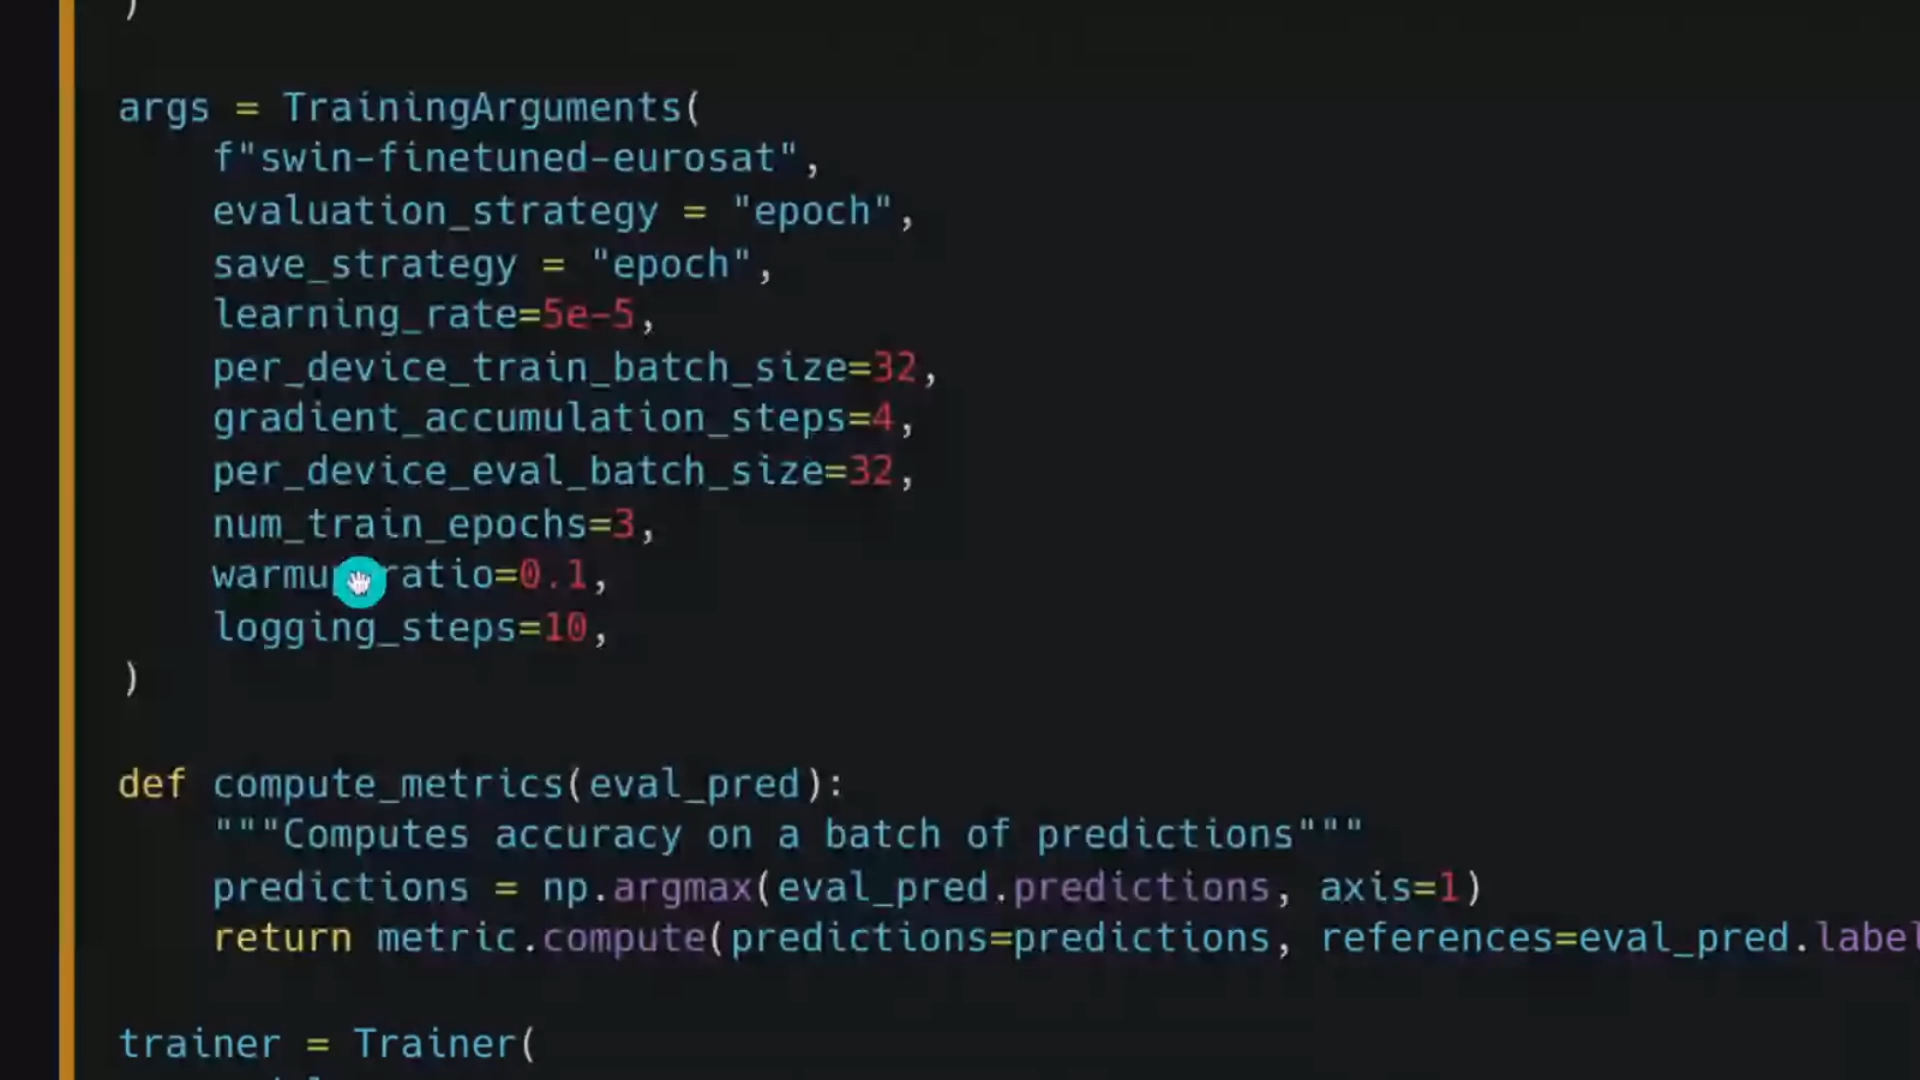 )
args = TrainingArguments(
f"swin-finetuned-eurosat",
evaluation_strategy = "epoch",
save_strategy = "epoch",
learning_rate=5e-5,
per_device_train_batch_size=32,
gradient_accumulation_steps=4,
per_device_eval_batch_size=32,
num_train_epochs=3,
warmu ratio=0.1,
logging_steps=10,
)
def compute_metrics(eval_pred):
"""Computes accuracy on a batch of predictions"""
predictions = np.argmax(eval_pred.predictions, axis=1)
return metric.compute(predictions=predictions, references=eval_pred.label
trainer = Trainer(